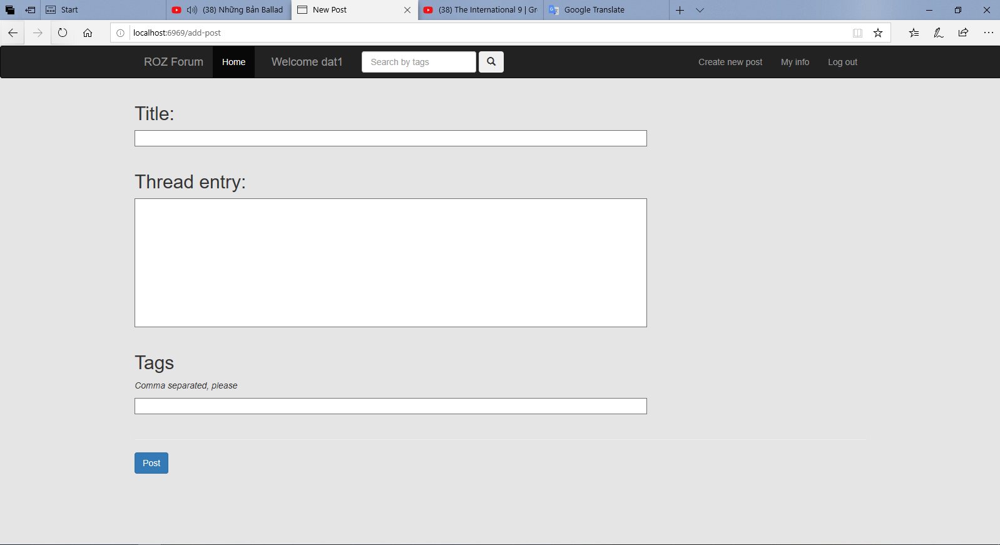 Start
(38) Những Bản Ballad
New Post
(38) The International 9 | Gr
Google Translate
localhost:6969/add-post
ROZ Forum
Home
Welcome dat1
Search by tags
Create new post
My info
Log out
Title:
Thread entry:
Tags
Comma separated, please
Post